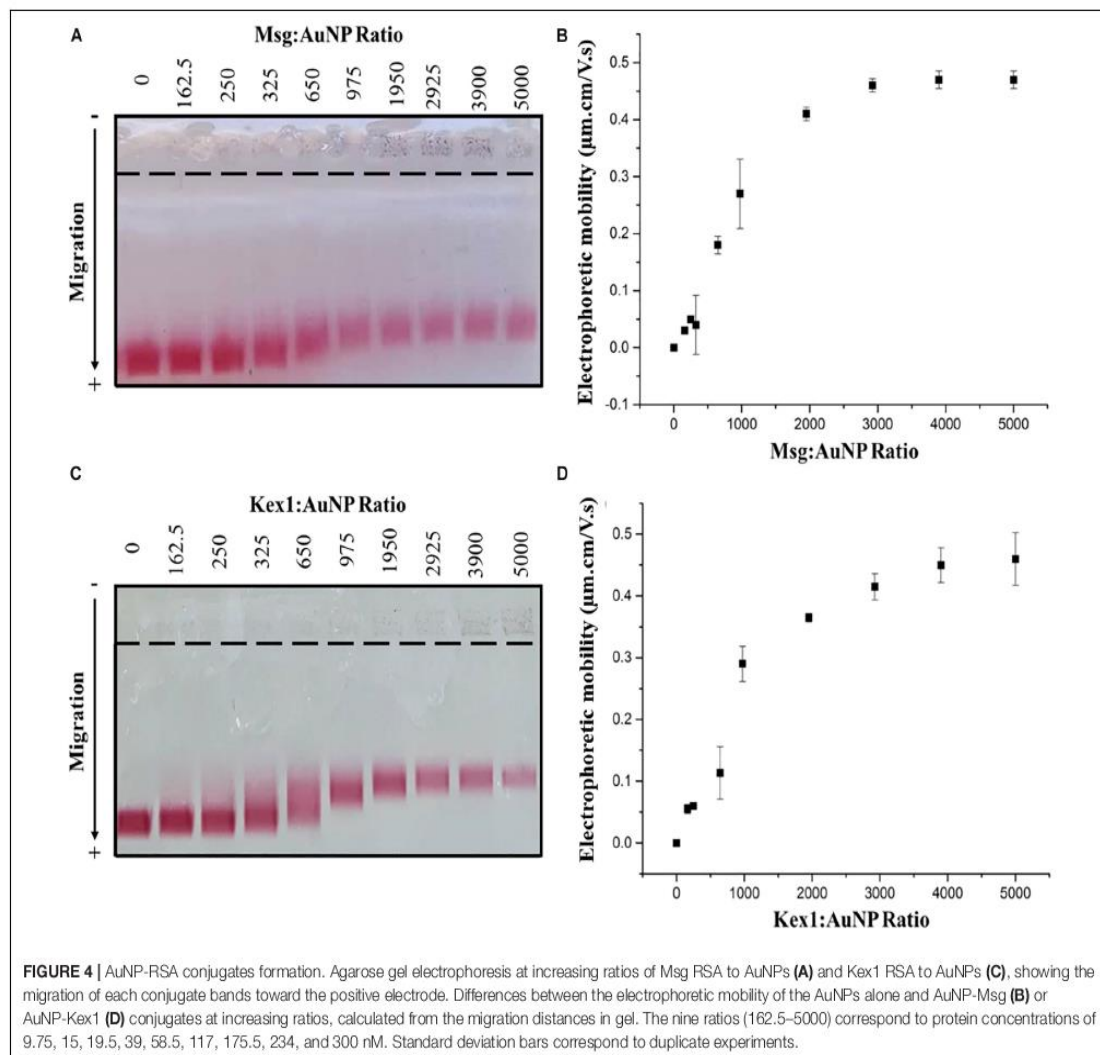 A
Msg:AuNP Ratio
0 162.5 250 325 650 975 1950 2925 3900 5000
-
Migration
+
B
Electrophoretic mobility (µm.cm/V.s)
0.5
0.4
0.3
0.2
0.1
0.0
-0.1
0 1000 2000 3000 4000 5000
Msg:AuNP Ratio
C
Kex1:AuNP Ratio
0 162.5 250 325 650 975 1950 2925 3900 5000
-
Migration
+
D
Electrophoretic mobility (µm.cm/V.s)
0.5
0.4
0.3
0.2
0.1
0.0
0 1000 2000 3000 4000 5000
Kex1:AuNP Ratio
FIGURE 4 | AuNP-RSA conjugates formation. Agarose gel electrophoresis at increasing ratios of Msg RSA to AuNPs (A) and Kex1 RSA to AuNPs (C), showing the
migration of each conjugate bands toward the positive electrode. Differences between the electrophoretic mobility of the AuNPs alone and AuNP-Msg (B) or
AuNP-Kex1 (D) conjugates at increasing ratios, calculated from the migration distances in gel. The nine ratios (162.5–5000) correspond to protein concentrations of
9.75, 15, 19.5, 39, 58.5, 117, 175.5, 234, and 300 nM. Standard deviation bars correspond to duplicate experiments.